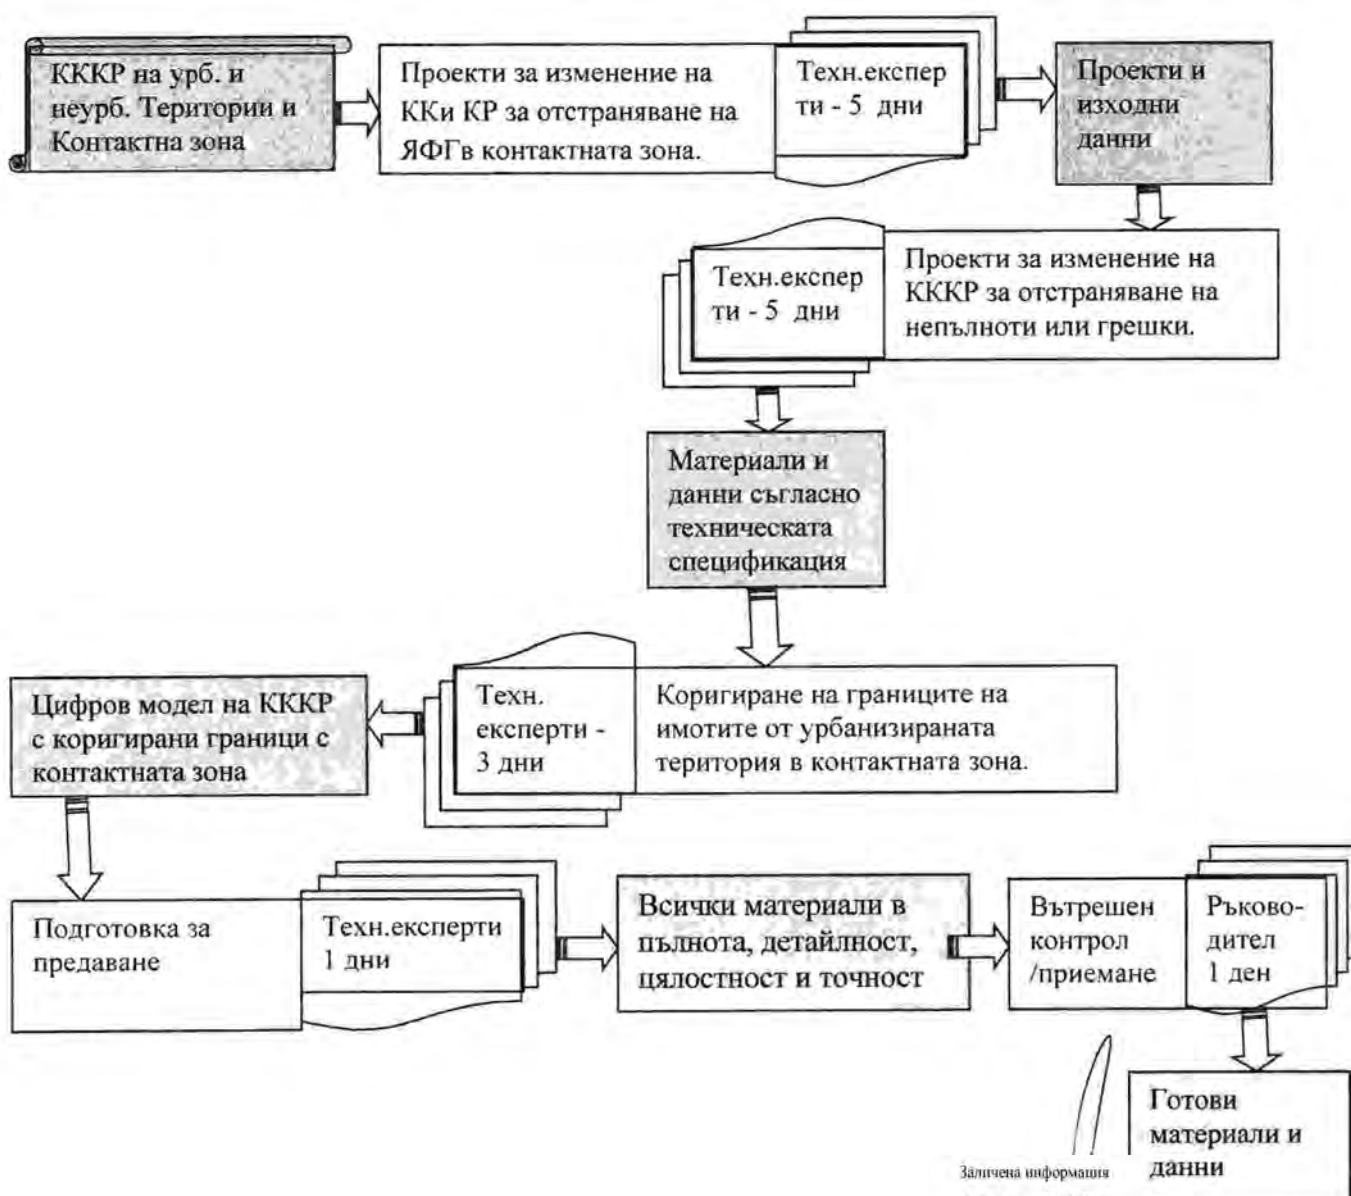 КККР на урб. и
неурб. Територии и
Контактна зона
Проекти за изменение на
ККи КР за отстраняване на
ЯФГв контактната зона.
Техн.експер
ти - 5 дни
Проекти и
изходни
данни
Техн.експер
ти - 5 дни
Проекти за изменение на
КККР за отстраняване на
непълноти или грешки.
Материали и
данни съгласно
техническата
спецификация
Цифров модел на КККР
с коригирани граници с
контактната зона
Техн.
експерти -
3 дни
Коригиране на границите на
имотите от урбанизираната
територия в контактната зона.
Подготовка за
предаване
Техн.експерти
1 дни
Всички материали в
пълнота, детайлност,
цялостност и точност
Вътрешен
контрол
/приемане
Ръково-
дител
1 ден
Готови
материали и
данни
Заличена информация